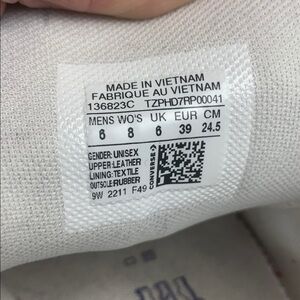 MADE IN VIETNAM
FABRIQUE AU VIETNAM
136823C TZPHD7RP00041
MENS WO'S UK EUR CM
6 8 6 39 24.5
GENDER: UNISEX
UPPER: LEATHER
LINING: TEXTILE
OUTSOLE: RUBBER
9W 2211 F49
CONVERSE